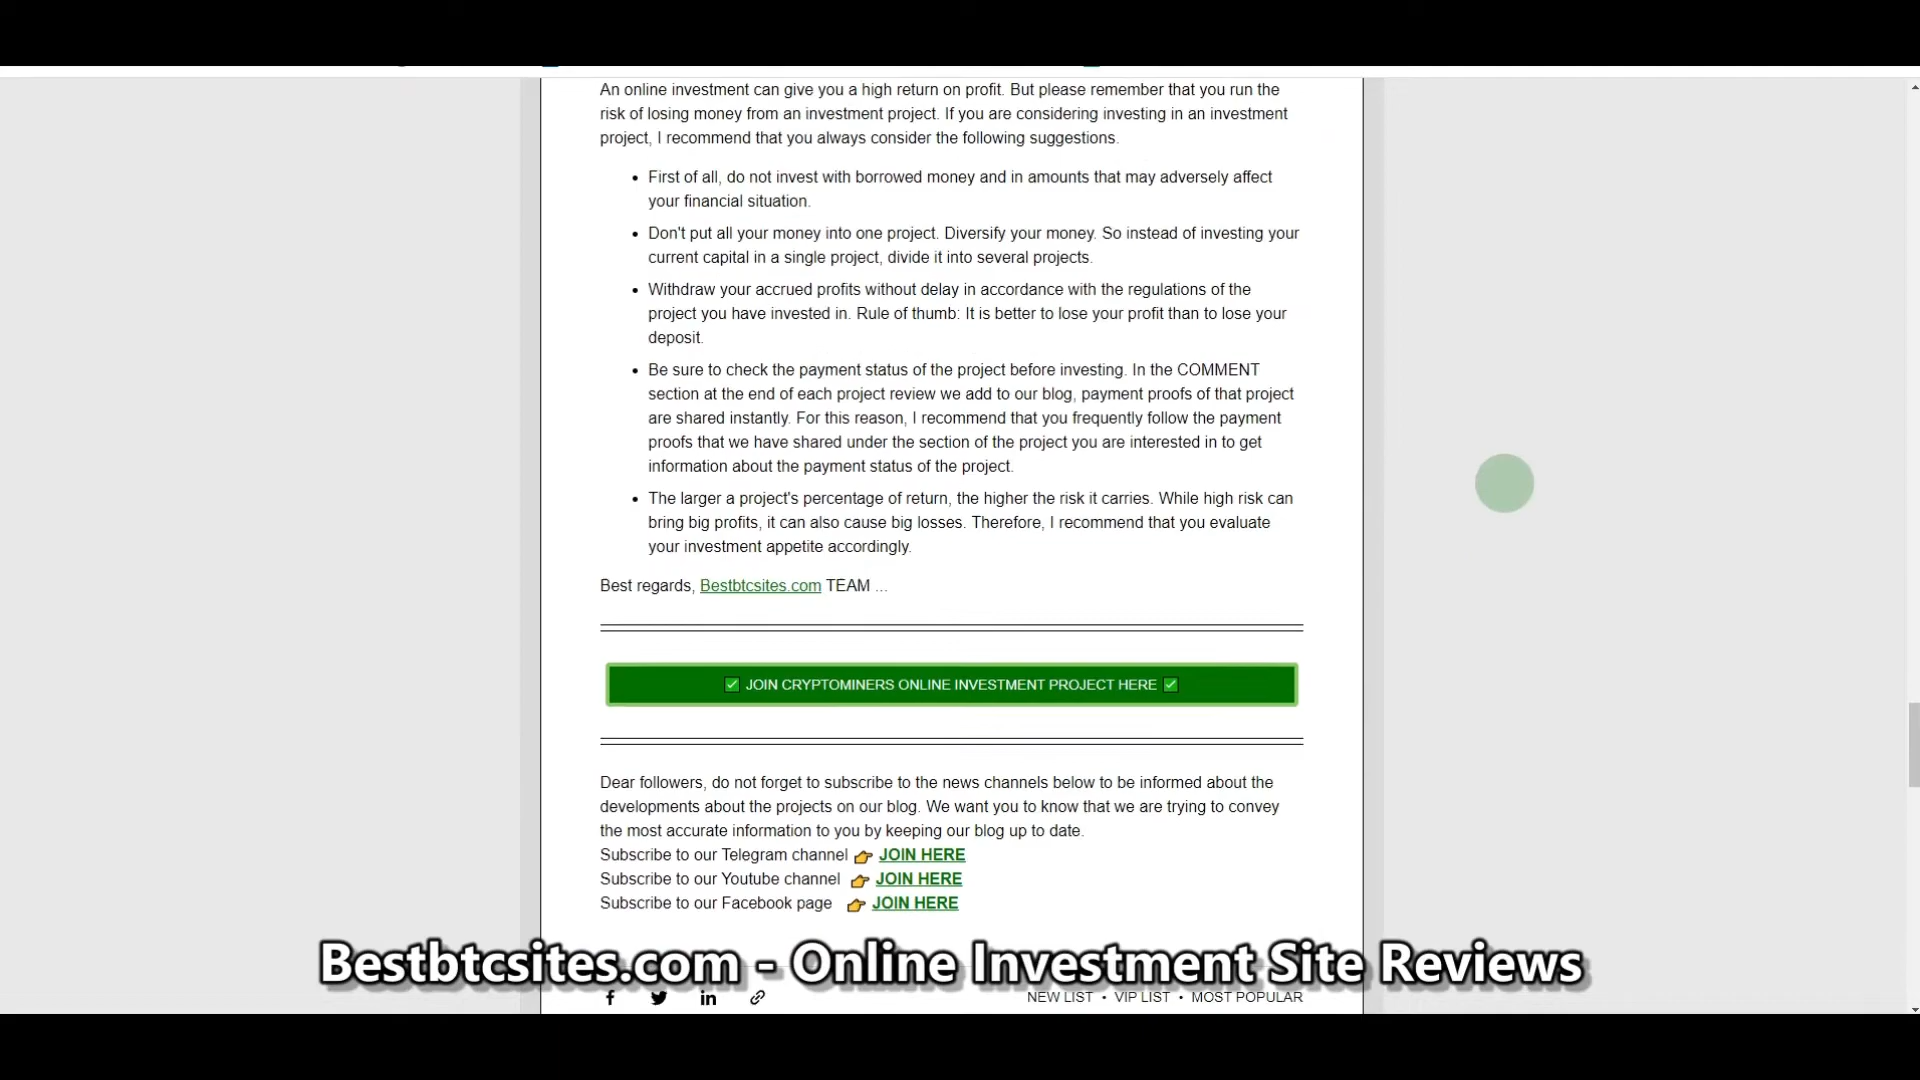 An online investment can give you a high return on profit. But please remember that you run the
risk of losing money from an investment project. If you are considering investing in an investment
project, I recommend that you always consider the following suggestions.
• First of all, do not invest with borrowed money and in amounts that may adversely affect
your financial situation.
• Don't put all your money into one project. Diversify your money. So instead of investing your
current capital in a single project, divide it into several projects.
• Withdraw your accrued profits without delay in accordance with the regulations of the
project you have invested in. Rule of thumb: It is better to lose your profit than to lose your
deposit.
• Be sure to check the payment status of the project before investing. In the COMMENT
section at the end of each project review we add to our blog, payment proofs of that project
are shared instantly. For this reason, I recommend that you frequently follow the payment
proofs that we have shared under the section of the project you are interested in to get
information about the payment status of the project.
• The larger a project's percentage of return, the higher the risk it carries. While high risk can
bring big profits, it can also cause big losses. Therefore, I recommend that you evaluate
your investment appetite accordingly.
Best regards, Bestbtcsites.com TEAM ...
✅ JOIN CRYPTOMINERS ONLINE INVESTMENT PROJECT HERE ✅
Dear followers, do not forget to subscribe to the news channels below to be informed about the
developments about the projects on our blog. We want you to know that we are trying to convey
the most accurate information to you by keeping our blog up to date.
Subscribe to our Telegram channel 👉 JOIN HERE
Subscribe to our Youtube channel 👉 JOIN HERE
Subscribe to our Facebook page 👉 JOIN HERE
Bestbtcsites.com - Online Investment Site Reviews
NEW LIST • VIP LIST • MOST POPULAR